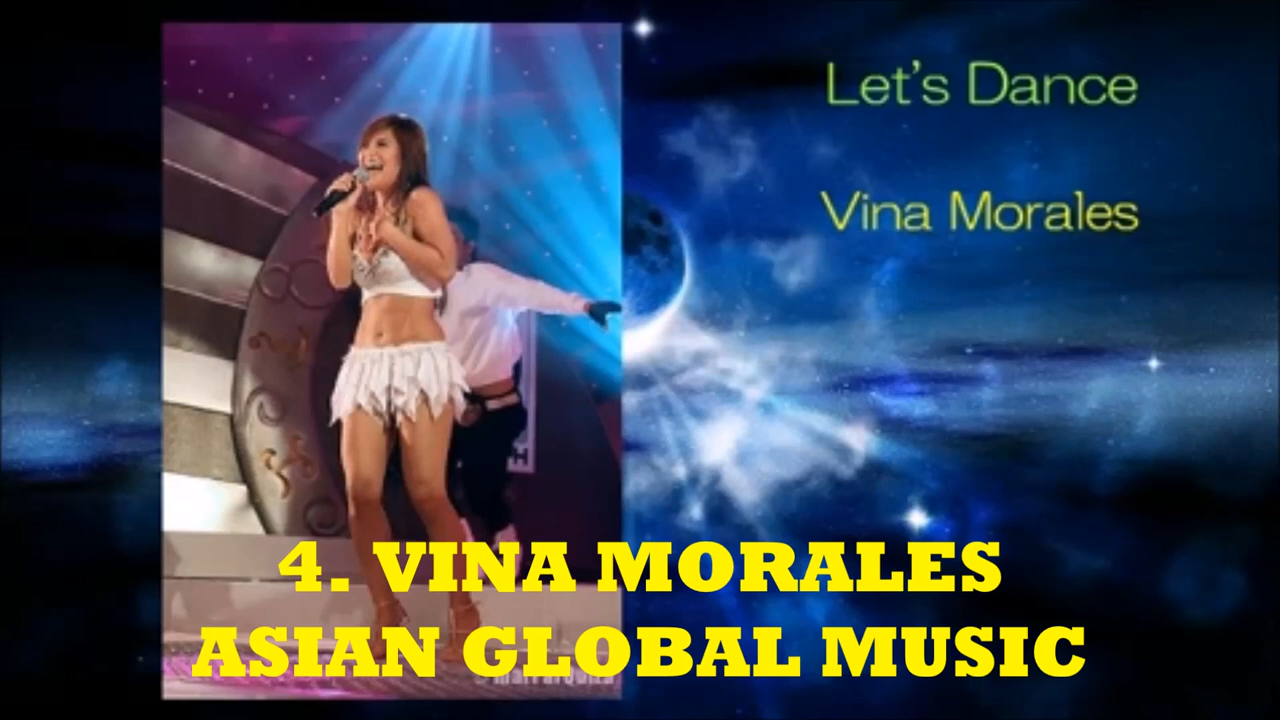 Let's Dance
Vina Morales
4. VINA MORALES
ASIAN GLOBAL MUSIC